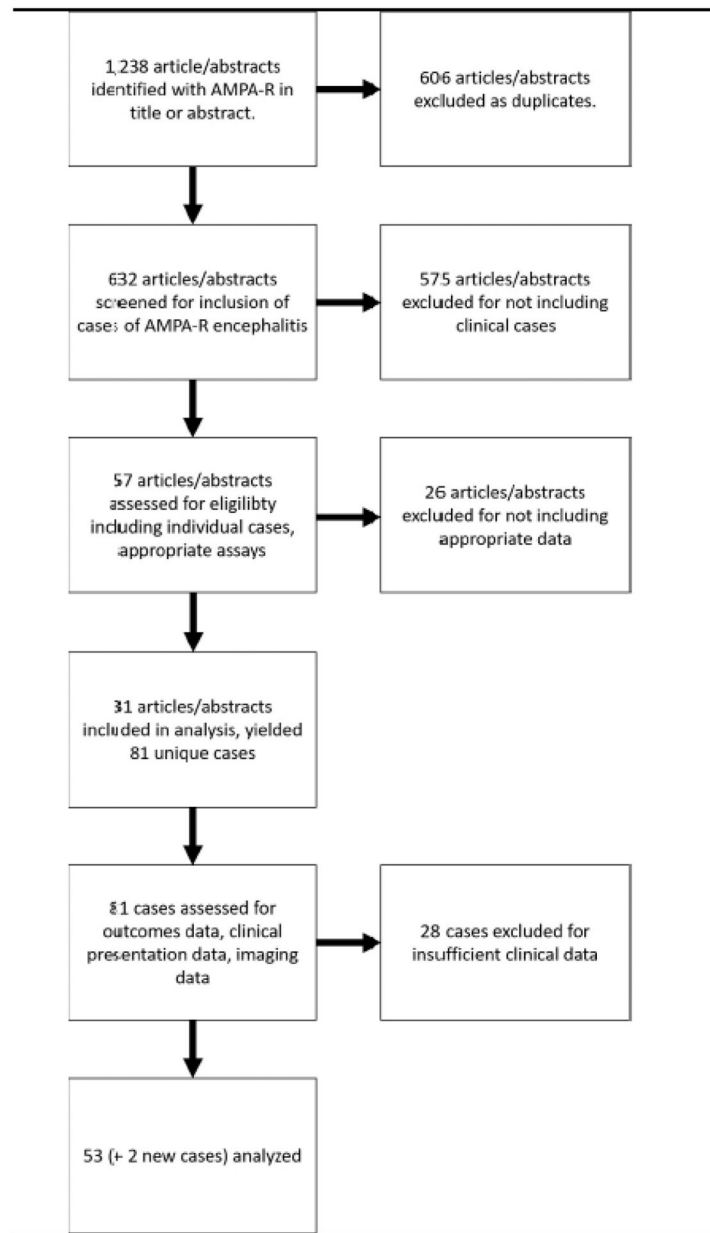 1,238 article/abstracts
identified with AMPA-R in
title or abstract.
606 articles/abstracts
excluded as duplicates.
632 articles/abstracts
screened for inclusion of
cases of AMPA-R encephalitis
575 articles/abstracts
excluded for not including
clinical cases
57 articles/abstracts
assessed for eligilibty
including individual cases,
appropriate assays
26 articles/abstracts
excluded for not including
appropriate data
31 articles/abstracts
included in analysis, yielded
81 unique cases
81 cases assessed for
outcomes data, clinical
presentation data, imaging
data
28 cases excluded for
insufficient clinical data
53 (+ 2 new cases) analyzed